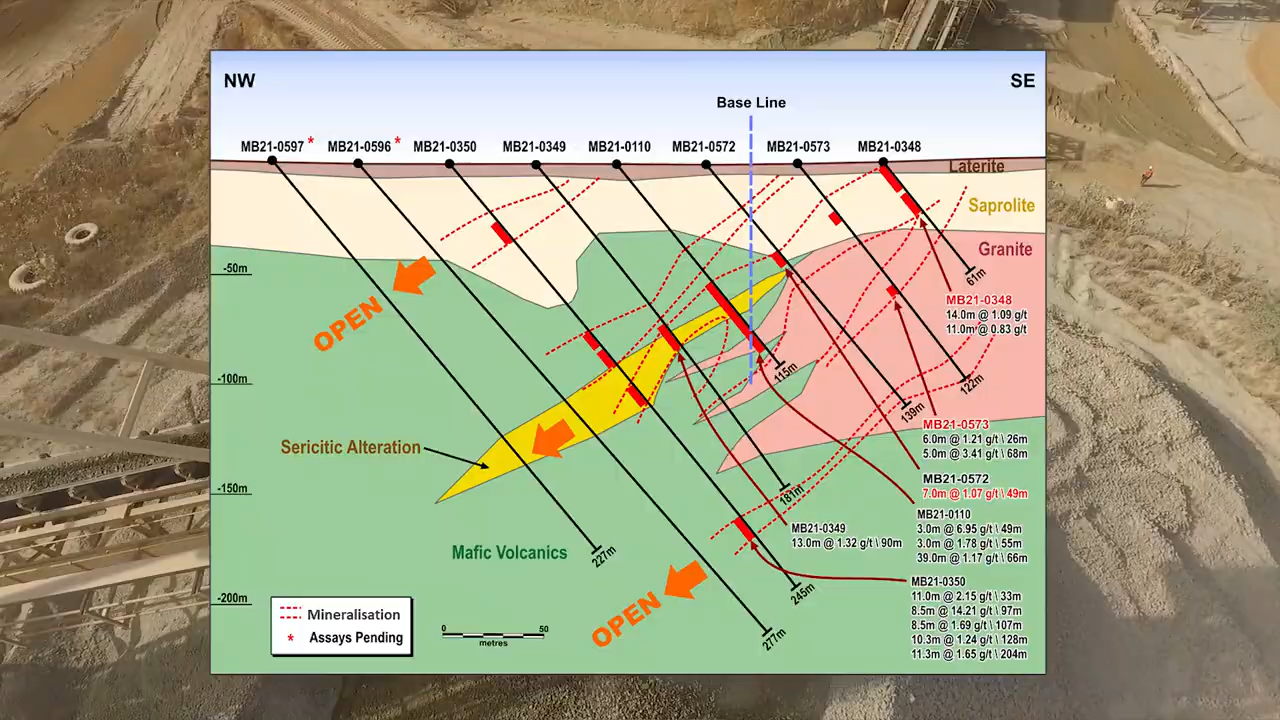 NW
SE
Base Line
MB21-0597 *
MB21-0596 *
MB21-0350
MB21-0349
MB21-0110
MB21-0572
MB21-0573
MB21-0348
Laterite
Saprolite
Granite
-50m
-100m
-150m
-200m
OPEN
61m
MB21-0348
14.0m @ 1.09 g/t
11.0m @ 0.83 g/t
115m
122m
139m
MB21-0573
6.0m @ 1.21 g/t \ 26m
5.0m @ 3.41 g/t \ 68m
Sericitic Alteration
MB21-0572
7.0m @ 1.07 g/t \ 49m
181m
MB21-0110
3.0m @ 6.95 g/t \ 49m
3.0m @ 1.78 g/t \ 55m
39.0m @ 1.17 g/t \ 66m
MB21-0349
13.0m @ 1.32 g/t \ 90m
Mafic Volcanics
227m
MB21-0350
11.0m @ 2.15 g/t \ 33m
8.5m @ 14.21 g/t \ 97m
8.5m @ 1.69 g/t \ 107m
10.3m @ 1.24 g/t \ 128m
11.3m @ 1.65 g/t \ 204m
245m
OPEN
277m
Mineralisation
* Assays Pending
0 50
metres